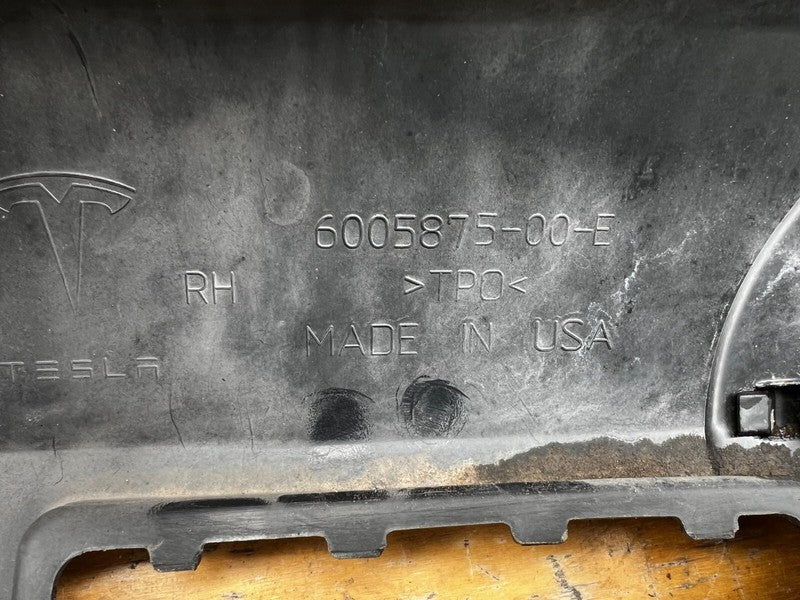 6005875-00-E
RH >TPO<
MADE IN USA
TESLA